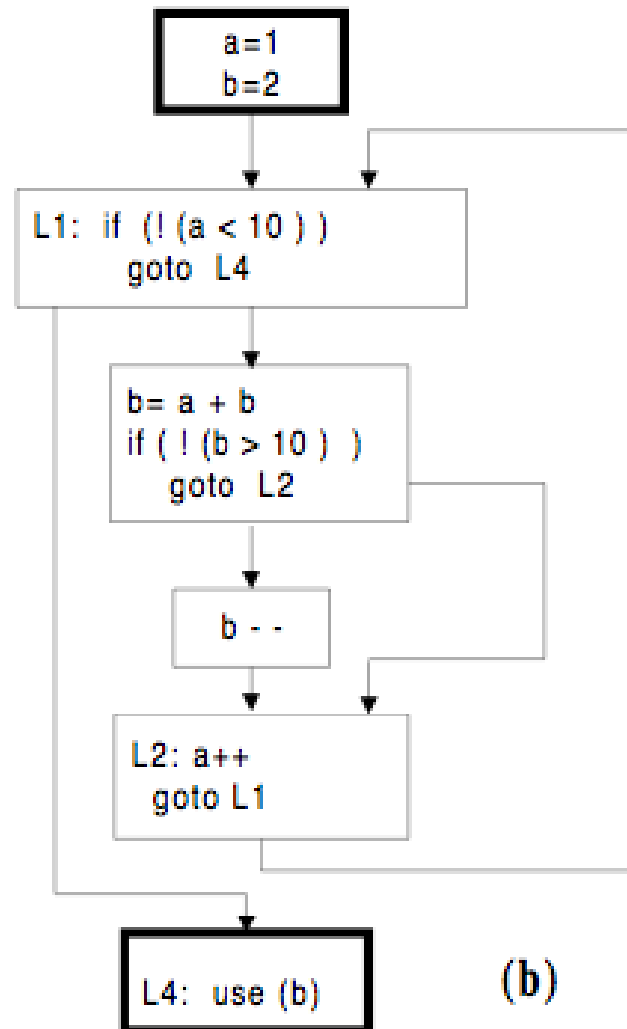 a=1
b=2
L1: if (! (a < 10 ) )
goto L4
b= a + b
if ( ! (b > 10 ) )
goto L2
b - -
L2: a++
goto L1
L4: use (b)
(b)